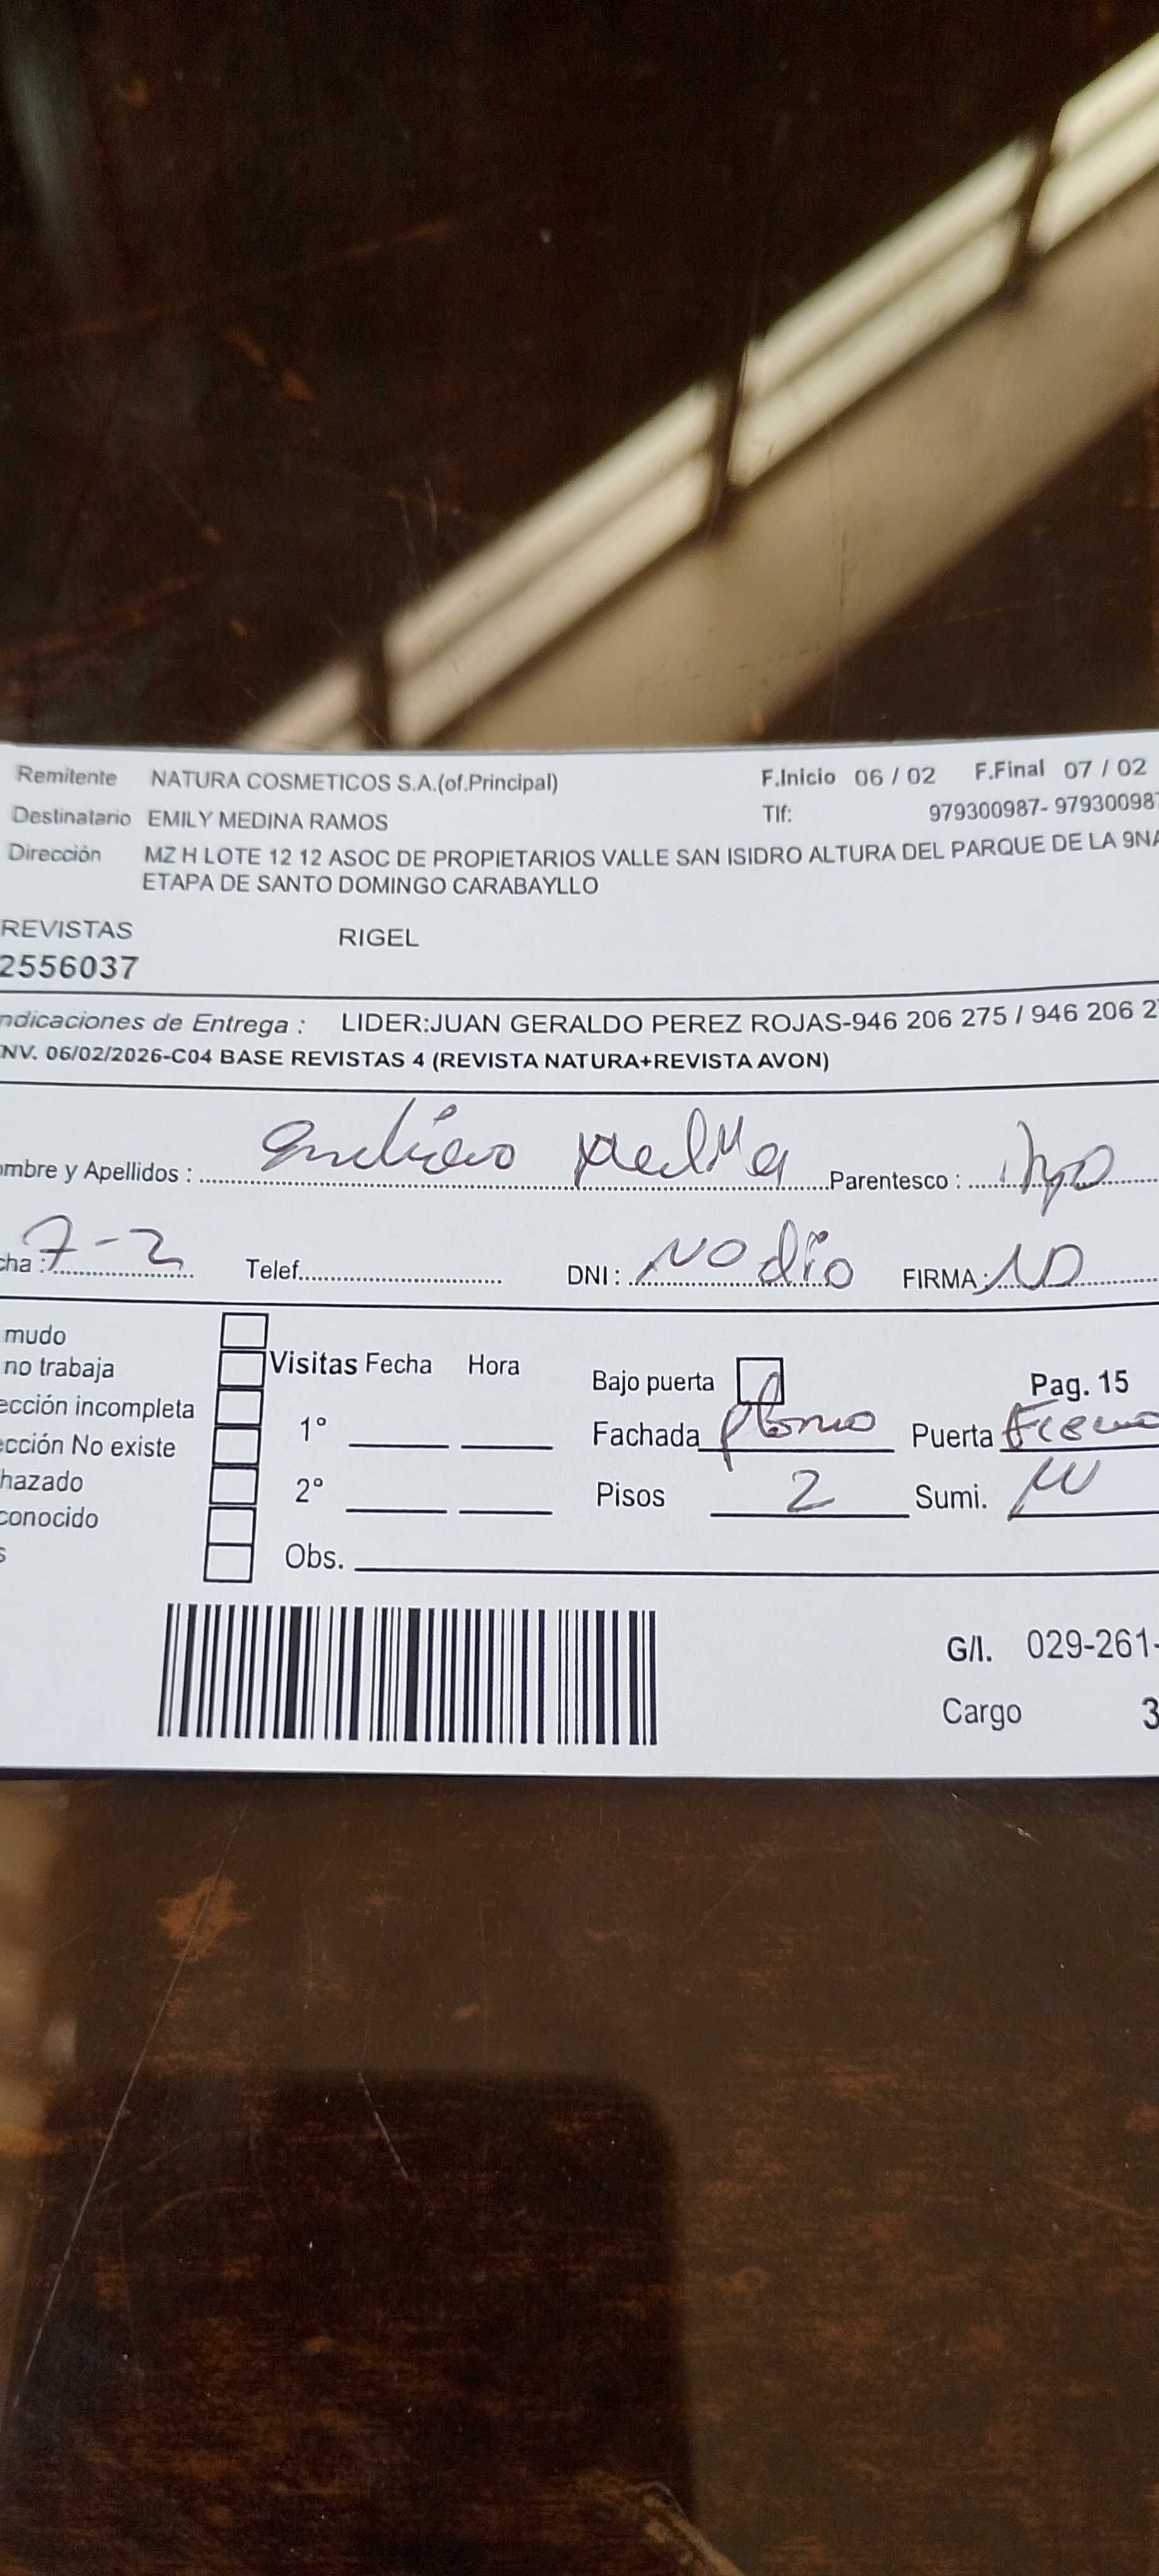 Remitente NATURA COSMETICOS S.A.(of.Principal) F.Inicio 06 / 02 F.Final 07 / 02
Destinatario EMILY MEDINA RAMOS Tlf: 979300987- 97930098
Dirección MZ H LOTE 12 12 ASOC DE PROPIETARIOS VALLE SAN ISIDRO ALTURA DEL PARQUE DE LA 9NA
ETAPA DE SANTO DOMINGO CARABAYLLO
REVISTAS RIGEL
2556037
ndicaciones de Entrega : LIDER:JUAN GERALDO PEREZ ROJAS-946 206 275 / 946 206 2
NV. 06/02/2026-C04 BASE REVISTAS 4 (REVISTA NATURA+REVISTA AVON)
ombre y Apellidos : Parentesco : hijo
cha : 7-2 Telef. DNI : NO dio FIRMA :
mudo
no trabaja Visitas Fecha Hora Bajo puerta Pag. 15
ección incompleta 1° Fachada plomo Puerta
ección No existe
hazado 2° Pisos 2 Sumi.
conocido
s Obs.
G/I. 029-261-
Cargo 3